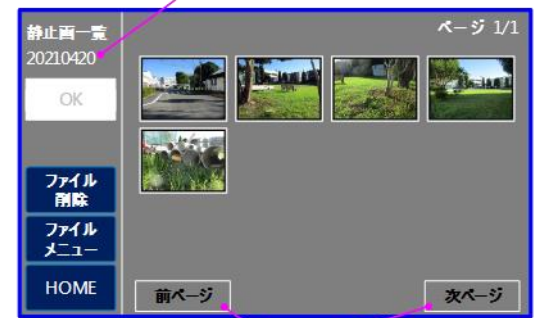 静止画一覧
20210420
OK
ファイル
削除
ファイル
メニュー
HOME
ページ 1/1
前ページ
次ページ